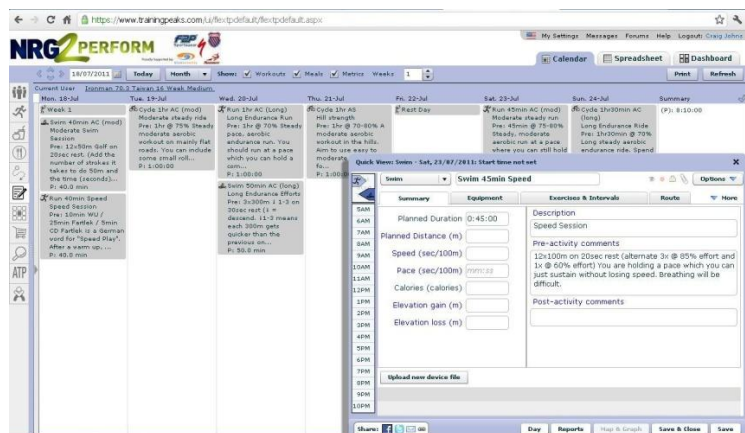 https://www.trainingpeaks.com/ui/flextpdefault/flextpdefault.aspx
My Settings Messages Forums Help Logout: Craig Johns
NRG2PERFORM
Calendar Spreadsheet Dashboard
18/07/2011 Today Month Show: Workouts Meals Metrics Weeks 1 Print Refresh
Current User Ironman 70.3 Taiwan 16 Week Medium
Mon. 18-Jul Tue. 19-Jul Wed. 20-Jul Thu. 21-Jul Fri. 22-Jul Sat. 23-Jul Sun. 24-Jul Summary
Week 1
Swim 40min AC (mod)
Moderate Swim
Session
Pre: 12x50m Golf on
20sec rest. (Add the
number of strokes it
takes to do 50m and
the time (seconds)...
P: 40.0 min
Run 40min Speed
Speed Session
Pre: 10min WU /
25min Fartlek / 5min
CD Fartlek is a German
word for "Speed Play".
After a warm up, ...
P: 40.0 min
Cycle 1hr AC (mod)
Moderate steady ride
Pre: 1hr @ 75% Steady
moderate aerobic
workout on mainly flat
roads. You can include
some small roll...
P: 1:00:00
Run 1hr AC (Long)
Long Endurance Run
Pre: 1hr @ 70% Steady
pace, aerobic
endurance run. You
should run at a pace
which you can hold a
con...
P: 1:00:00
Swim 50min AC (long)
Long Endurance Efforts
Pre: 3x300m i 1-3 on
30sec rest (i =
descend. i1-3 means
each 300m gets
quicker than the
previous on...
P: 50.0 min
Cycle 1hr AS
Hill strength
Pre: 1hr @ 70-80% A
moderate aerobic
workout in the hills.
Aim to use easy to
moderate
fa...
P: 1:00:00
Rest Day
Run 45min AC (mod)
Moderate steady run
Pre: 45min @ 75-80%
Steady, moderate
aerobic run at a pace
where you can still hold
Cycle 1hr30min AC
(long)
Long Endurance Ride
Pre: 1hr30min @ 70%
Long steady aerobic
endurance ride. Spend
(P): 8:10:00
ATP
Quick View: Swim - Sat, 23/07/2011: Start time not set
Swim Swim 45min Speed Options
Summary Equipment Exercises & Intervals Route More
5AM
6AM
7AM
8AM
9AM
10AM
11AM
12PM
1PM
2PM
3PM
4PM
5PM
6PM
7PM
8PM
9PM
10PM
Planned Duration 0:45:00
Planned Distance (m)
Speed (sec/100m)
Pace (sec/100m) mm:ss
Calories (calories)
Elevation gain (m)
Elevation loss (m)
Description
Speed Session
Pre-activity comments
12x100m on 20sec rest (alternate 3x @ 85% effort and
1x @ 60% effort) You are holding a pace which you can
just sustain without losing speed. Breathing will be
difficult.
Post-activity comments
Upload new device file
Share: Day Reports Map & Graph Save & Close Save